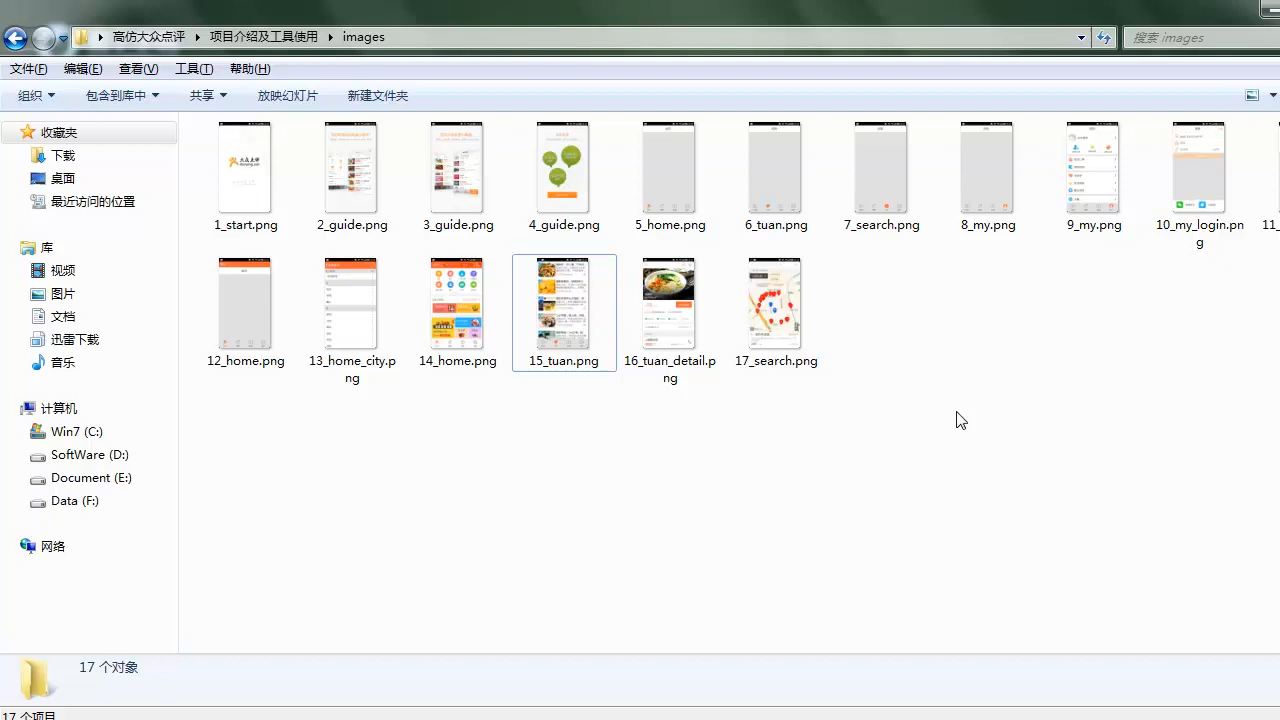 高仿大众点评 项目介绍及工具使用 images
搜索 images
文件(F) 编辑(E) 查看(V) 工具(T) 帮助(H)
组织 包含到库中 共享 放映幻灯片 新建文件夹
收藏夹
下载
桌面
最近访问的位置
库
视频
图片
文档
迅雷下载
音乐
计算机
Win7 (C:)
SoftWare (D:)
Document (E:)
Data (F:)
网络
1_start.png
2_guide.png
3_guide.png
4_guide.png
5_home.png
6_tuan.png
7_search.png
8_my.png
9_my.png
10_my_login.pn
g
11_
12_home.png
13_home_city.p
ng
14_home.png
15_tuan.png
16_tuan_detail.p
ng
17_search.png
17 个对象
17 个项目